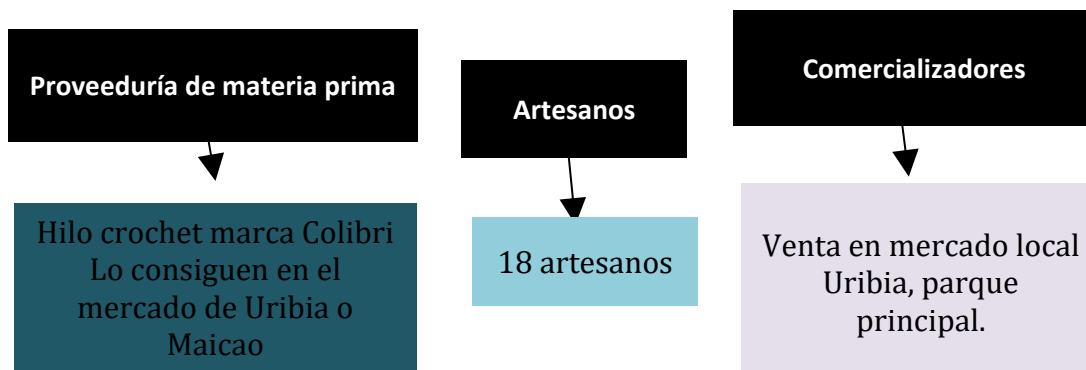 Proveeduría de materia prima
Hilo crochet marca Colibri
Lo consiguen en el
mercado de Uribia o
Maicao
Artesanos
18 artesanos
Comercializadores
Venta en mercado local
Uribia, parque
principal.